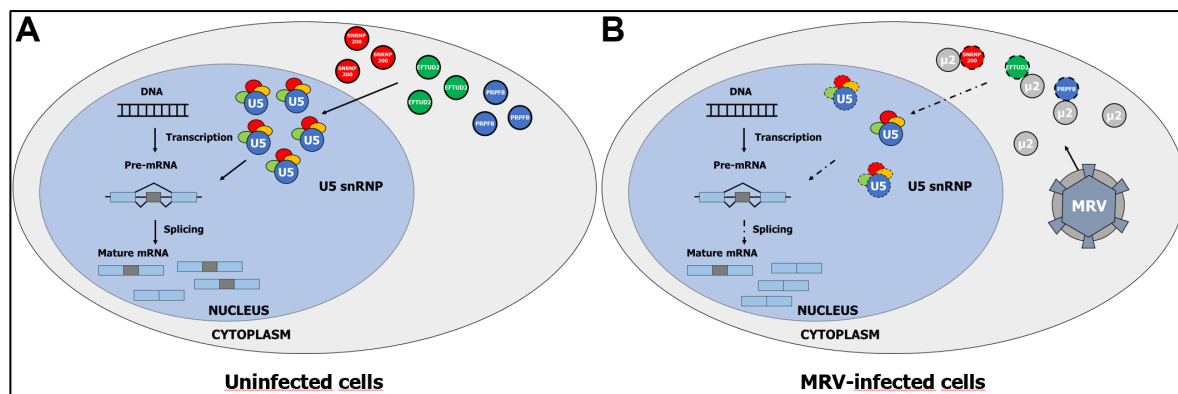 A
SNRNP
200
SNRNP
200
SNRNP
200
EFTUD2
EFTUD2
EFTUD2
PRPF8
PRPF8
PRPF8
DNA
Transcription
Pre-mRNA
Splicing
Mature mRNA
U5
U5
U5
U5
U5
U5 snRNP
NUCLEUS
CYTOPLASM
Uninfected cells
B
µ2
SNRNP
200
EFTUD2
µ2
PRPF8
µ2
µ2
µ2
MRV
DNA
Transcription
Pre-mRNA
Splicing
Mature mRNA
U5
U5
U5
U5 snRNP
NUCLEUS
CYTOPLASM
MRV-infected cells